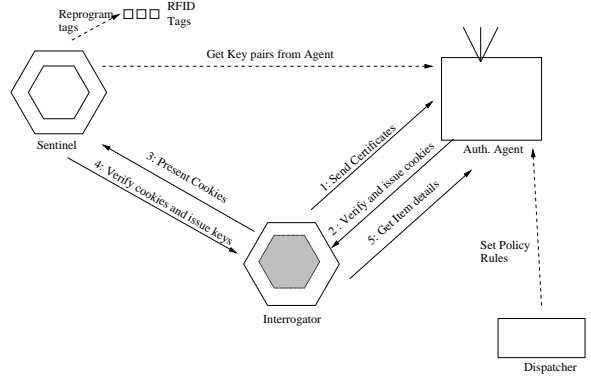 Reprogram
tags
RFID
Tags
Get Key pairs from Agent
Sentinel
Auth. Agent
1: Send Certificates
2 : Verify and issue cookies
3: Present Cookies
4: Verify cookies and issue keys
5: Get Item details
Interrogator
Set Policy
Rules
Dispatcher